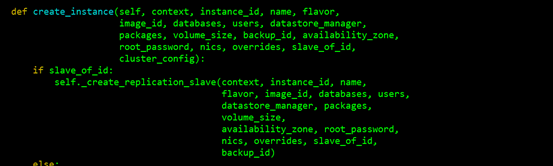 def create_instance(self, context, instance_id, name, flavor,
image_id, databases, users, datastore_manager,
packages, volume_size, backup_id, availability_zone,
root_password, nics, overrides, slave_of_id,
cluster_config):
if slave_of_id:
self._create_replication_slave(context, instance_id, name,
flavor, image_id, databases, users,
datastore_manager, packages,
volume_size,
availability_zone, root_password,
nics, overrides, slave_of_id,
backup_id)
else: